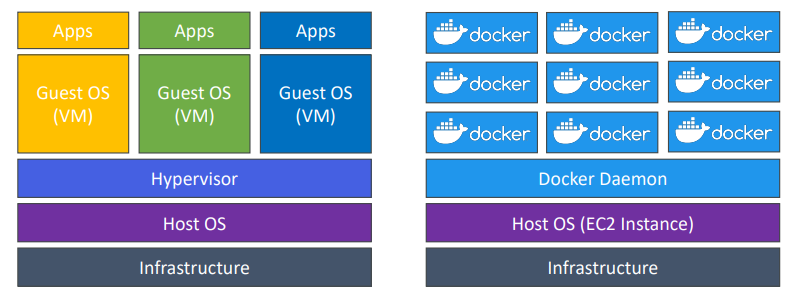 Apps
Apps
Apps
Guest OS
(VM)
Guest OS
(VM)
Guest OS
(VM)
Hypervisor
Host OS
Infrastructure
docker
docker
docker
docker
docker
docker
docker
docker
docker
Docker Daemon
Host OS (EC2 Instance)
Infrastructure